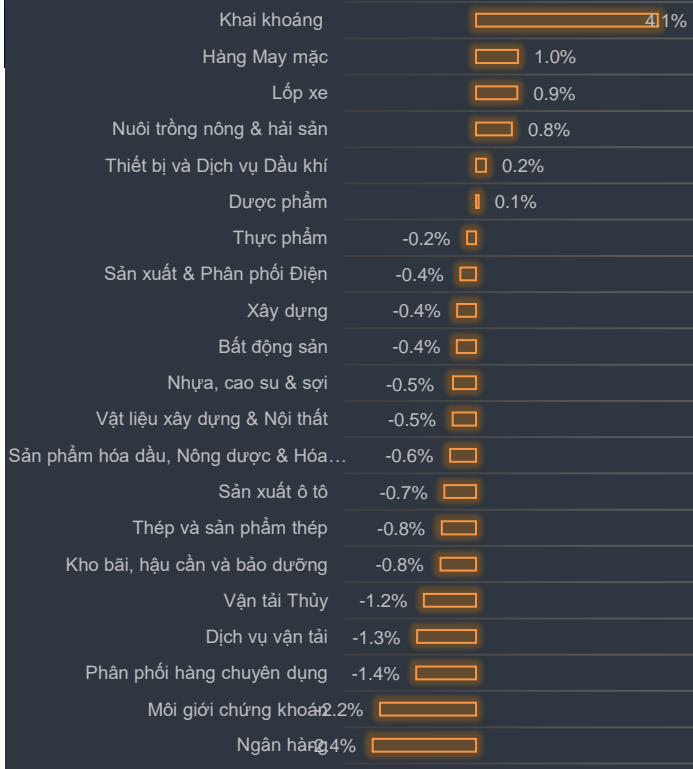 Khai khoáng 4.1%
Hàng May mặc 1.0%
Lốp xe 0.9%
Nuôi trồng nông & hải sản 0.8%
Thiết bị và Dịch vụ Dầu khí 0.2%
Dược phẩm 0.1%
Thực phẩm -0.2%
Sản xuất & Phân phối Điện -0.4%
Xây dựng -0.4%
Bất động sản -0.4%
Nhựa, cao su & sợi -0.5%
Vật liệu xây dựng & Nội thất -0.5%
Sản phẩm hóa dầu, Nông dược & Hóa… -0.6%
Sản xuất ô tô -0.7%
Thép và sản phẩm thép -0.8%
Kho bãi, hậu cần và bảo dưỡng -0.8%
Vận tải Thủy -1.2%
Dịch vụ vận tải -1.3%
Phân phối hàng chuyên dụng -1.4%
Môi giới chứng khoán -2.2%
Ngân hàng -2.4%